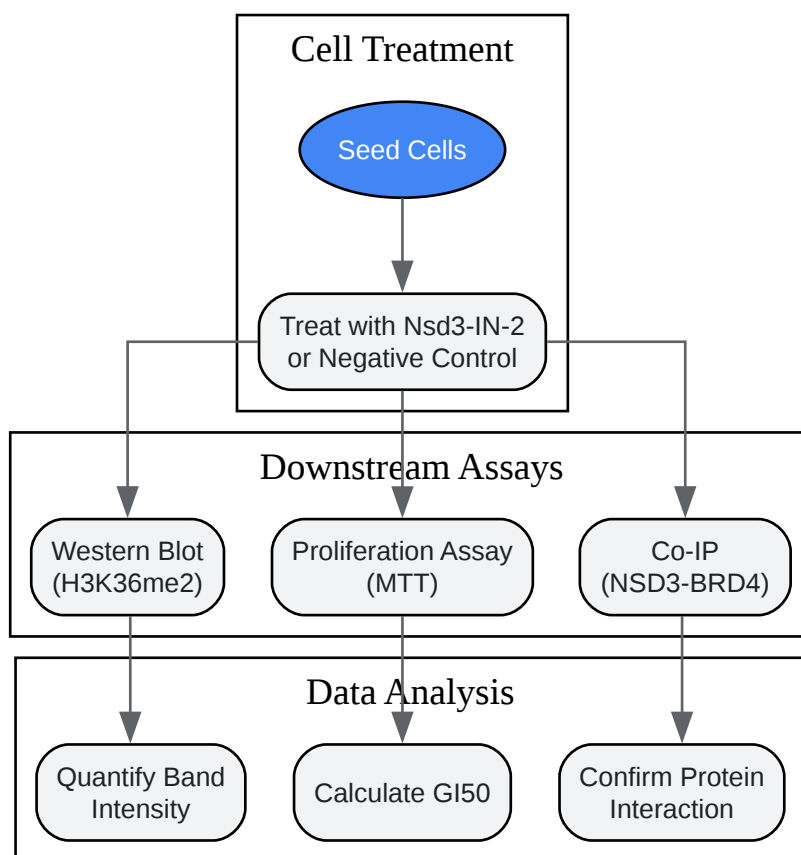 Cell Treatment
Seed Cells
Treat with Nsd3-IN-2
or Negative Control
Downstream Assays
Western Blot
(H3K36me2)
Proliferation Assay
(MTT)
Co-IP
(NSD3-BRD4)
Data Analysis
Quantify Band
Intensity
Calculate GI50
Confirm Protein
Interaction